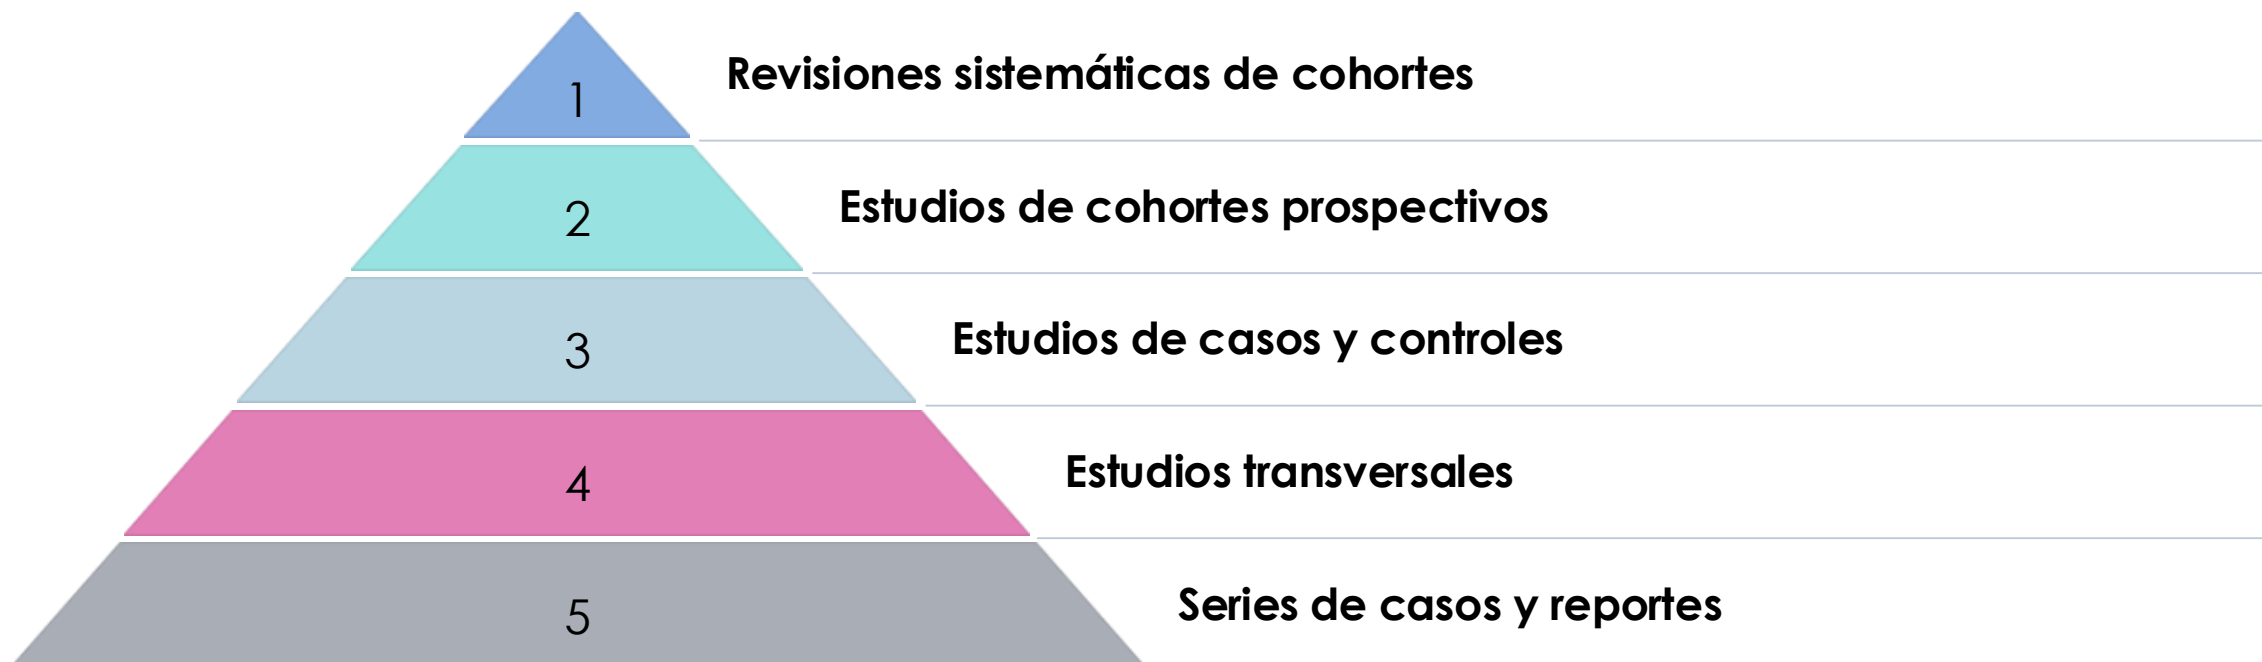 1
Revisiones sistemáticas de cohortes
2
Estudios de cohortes prospectivos
3
Estudios de casos y controles
4
Estudios transversales
5
Series de casos y reportes